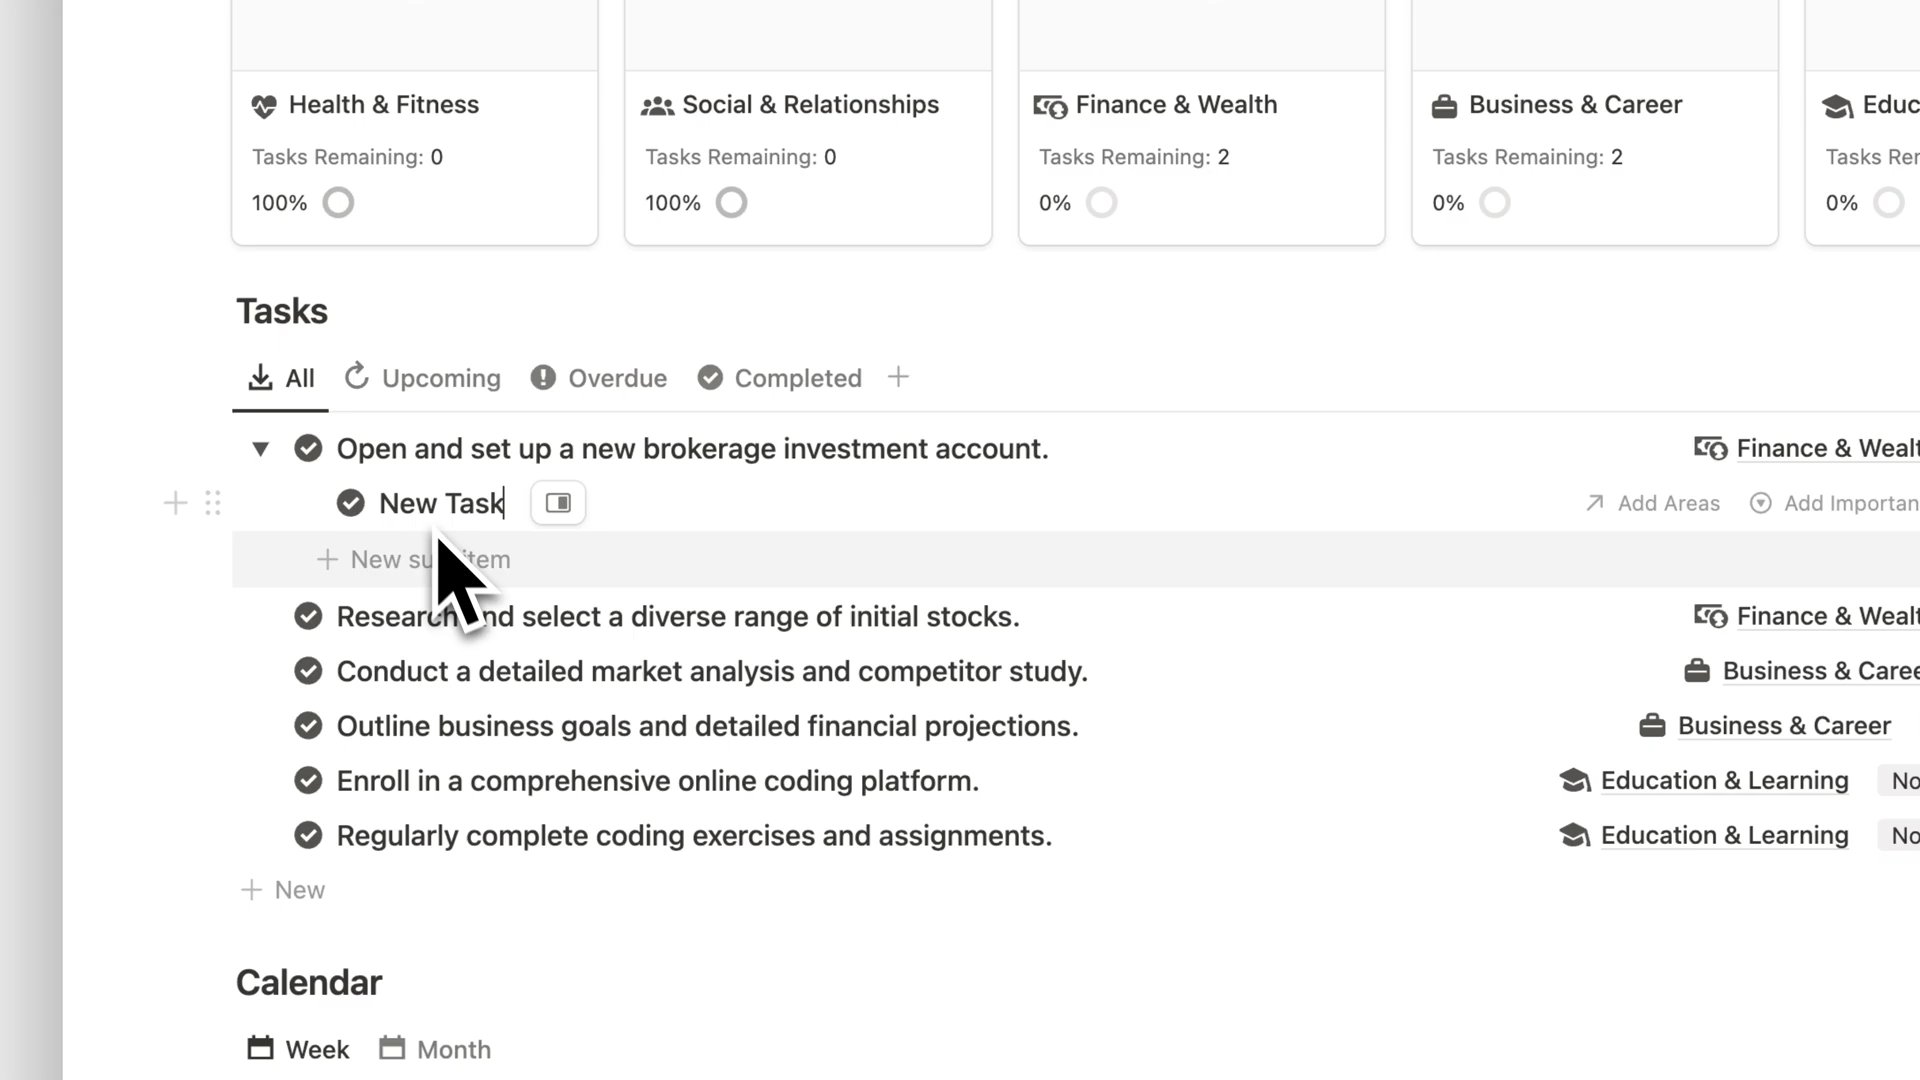 Health & Fitness
Tasks Remaining: 0
100%
Social & Relationships
Tasks Remaining: 0
100%
Finance & Wealth
Tasks Remaining: 2
0%
Business & Career
Tasks Remaining: 2
0%
Educ
Tasks Rer
0%
Tasks
All Upcoming Overdue Completed
Open and set up a new brokerage investment account. Finance & Wealt
New Task Add Areas Add Importan
New item
Research and select a diverse range of initial stocks. Finance & Wealt
Conduct a detailed market analysis and competitor study. Business & Caree
Outline business goals and detailed financial projections. Business & Career
Enroll in a comprehensive online coding platform. Education & Learning No
Regularly complete coding exercises and assignments. Education & Learning No
New
Calendar
Week Month